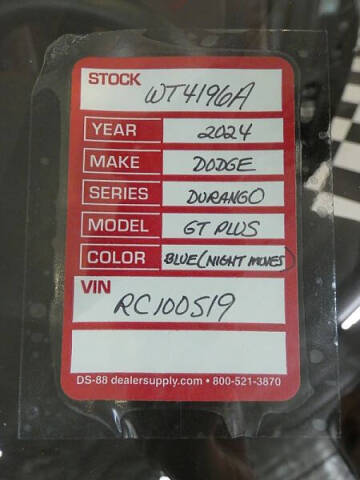 STOCK WT4196A
YEAR 2024
MAKE DODGE
SERIES DURANGO
MODEL GT PLUS
COLOR BLUE(NIGHT MOVES)
VIN
RC100519
DS-88 dealersupply.com • 800-521-3870